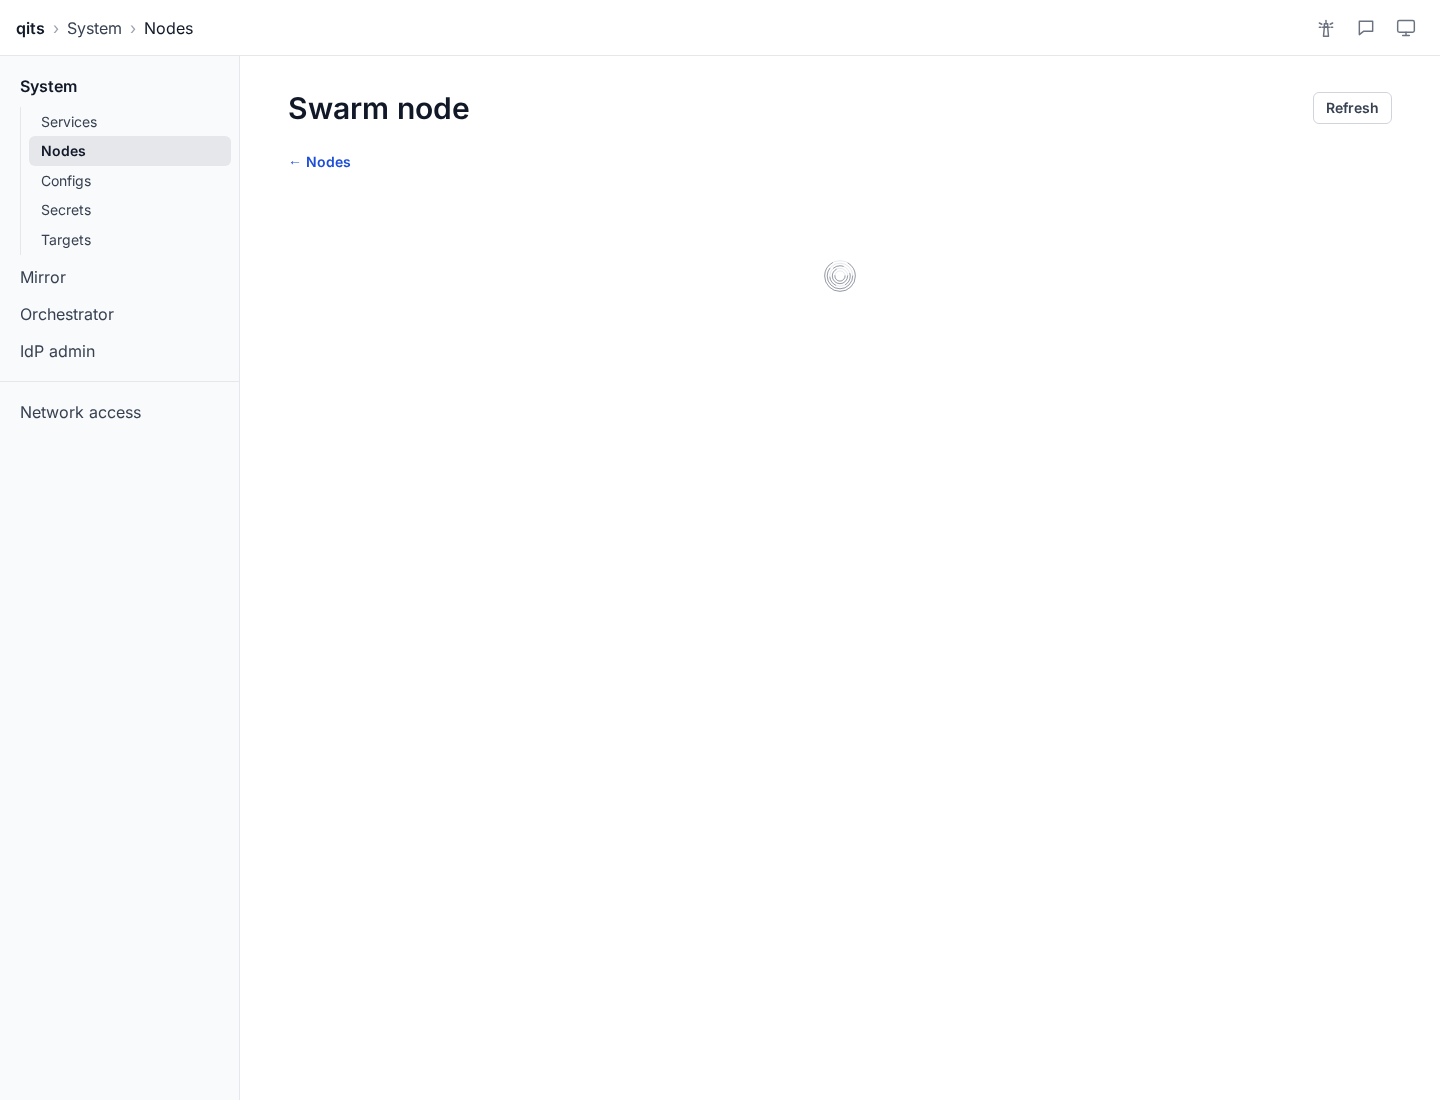 qits › System › Nodes
System
Services
Nodes
Configs
Secrets
Targets
Mirror
Orchestrator
IdP admin
Network access
Swarm node
Refresh
← Nodes